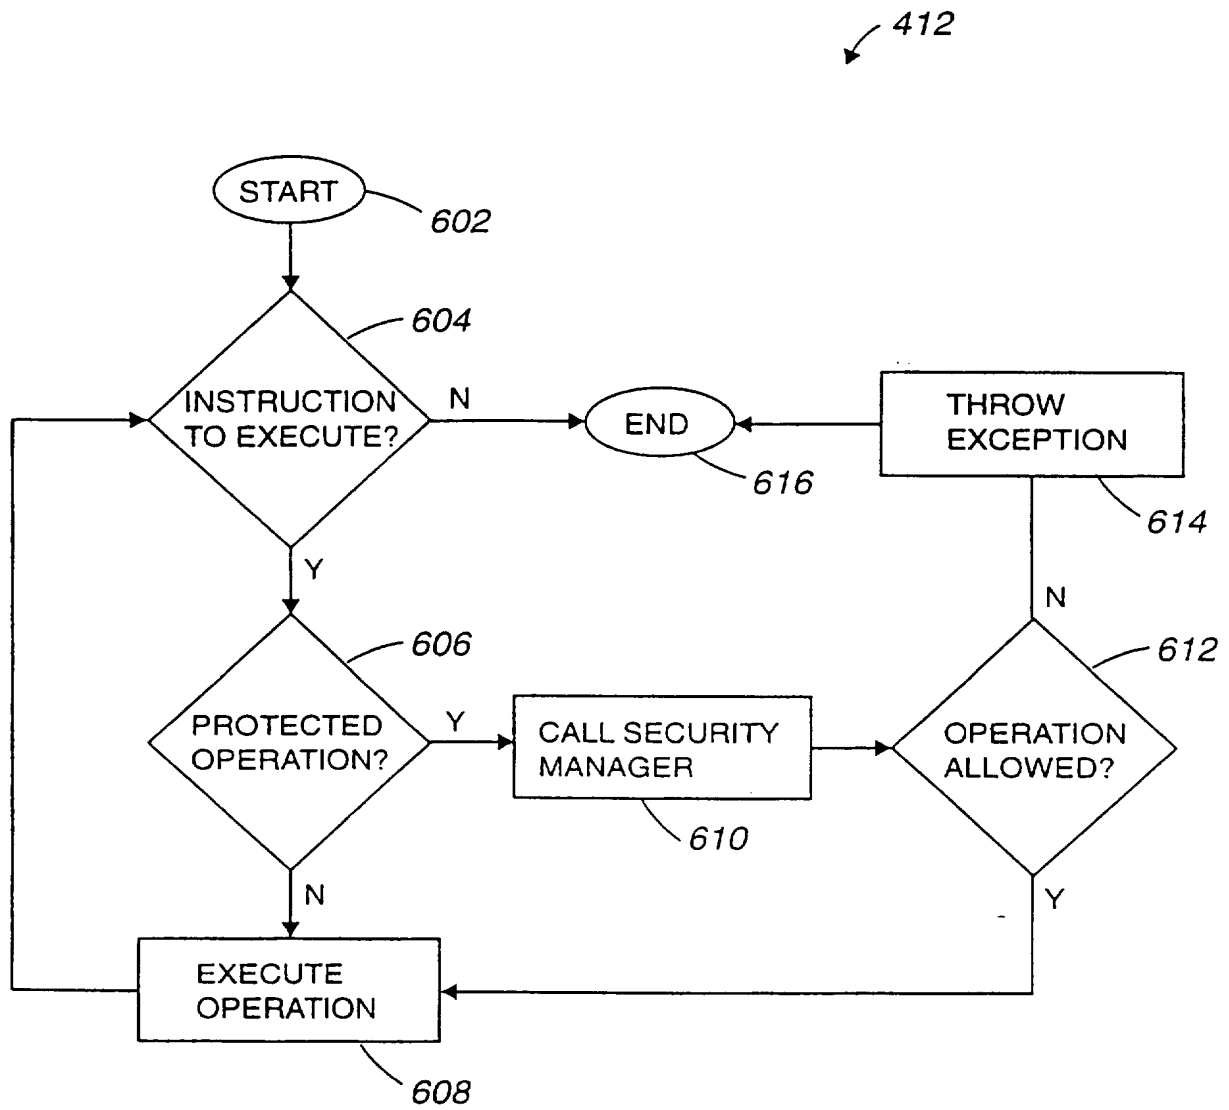 412
START
602
604
INSTRUCTION
TO EXECUTE?
N
END
616
THROW
EXCEPTION
614
Y
N
606
612
PROTECTED
OPERATION?
Y
CALL SECURITY
MANAGER
610
OPERATION
ALLOWED?
N
Y
EXECUTE
OPERATION
608